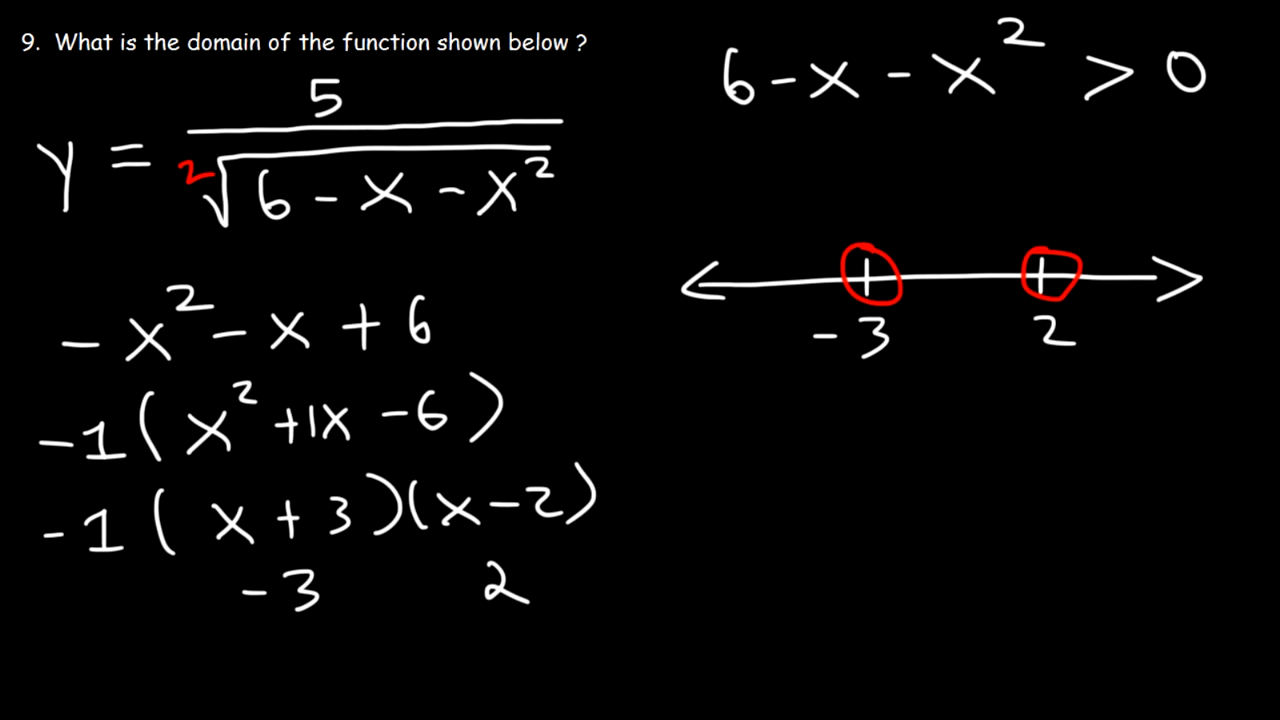 9. What is the domain of the function shown below ?
y = 5 / ²√(6 - x - x²)
- x² - x + 6
-1 ( x² + 1x - 6 )
-1 ( x + 3 ) ( x - 2 )
- 3 2
6 - x - x² > 0
- 3 2